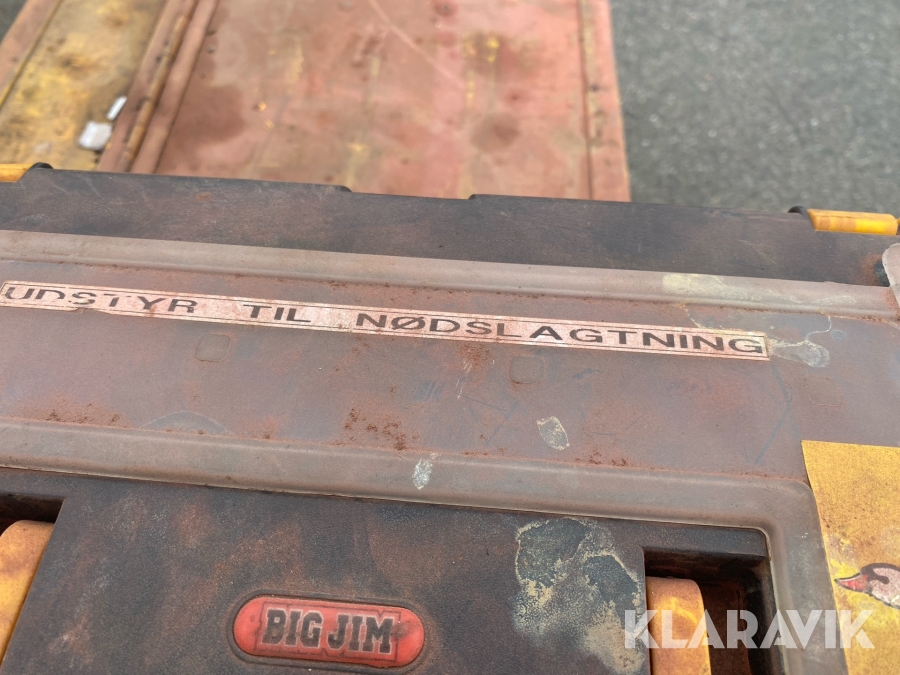 UDSTYR TIL NØDSLAGTNING
BIG JIM
KLARAVIK